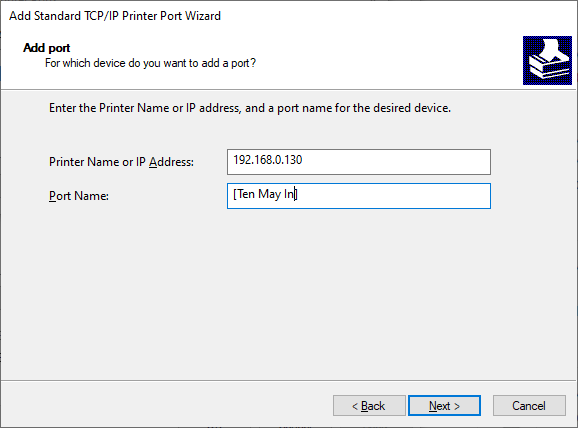 Add Standard TCP/IP Printer Port Wizard
Add port
For which device do you want to add a port?
Enter the Printer Name or IP address, and a port name for the desired device.
Printer Name or IP Address: 192.168.0.130
Port Name: [Ten May In]
< Back Next > Cancel